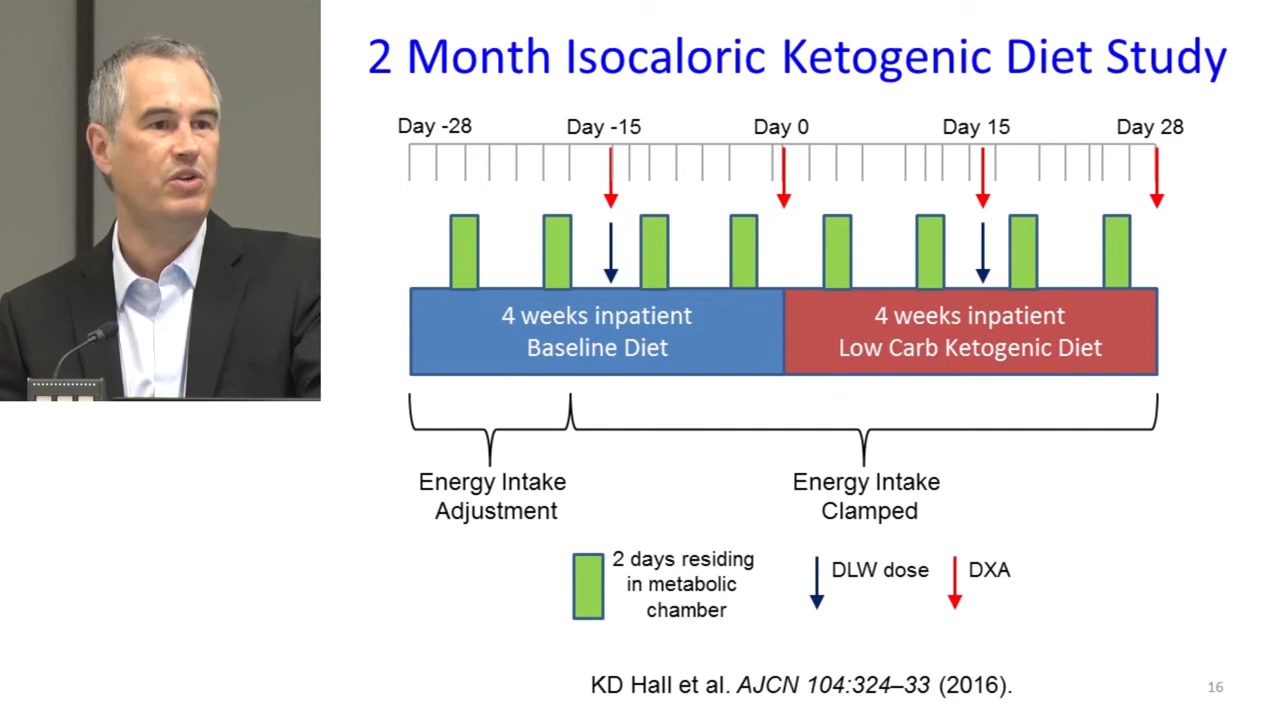 2 Month Isocaloric Ketogenic Diet Study
Day -28
Day -15
Day 0
Day 15
Day 28
4 weeks inpatient
Baseline Diet
4 weeks inpatient
Low Carb Ketogenic Diet
Energy Intake
Adjustment
Energy Intake
Clamped
2 days residing
in metabolic
chamber
DLW dose
DXA
KD Hall et al. AJCN 104:324–33 (2016).
16